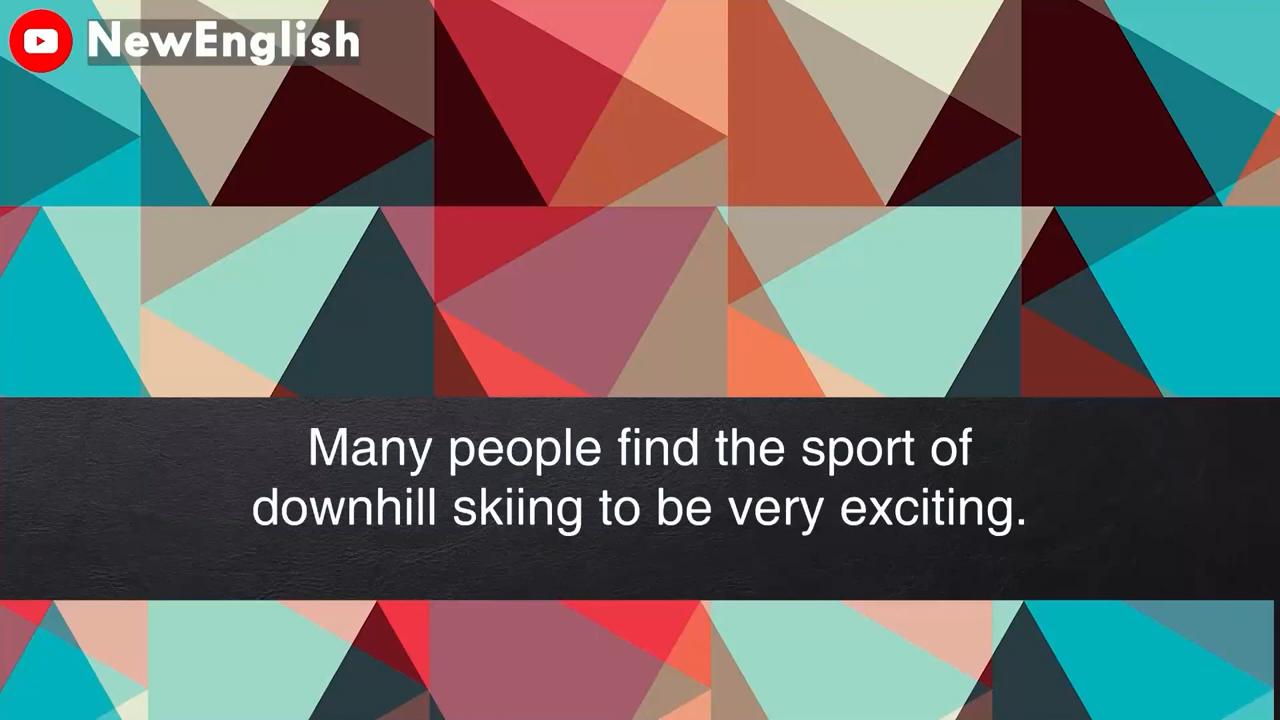 NewEnglish
Many people find the sport of
downhill skiing to be very exciting.